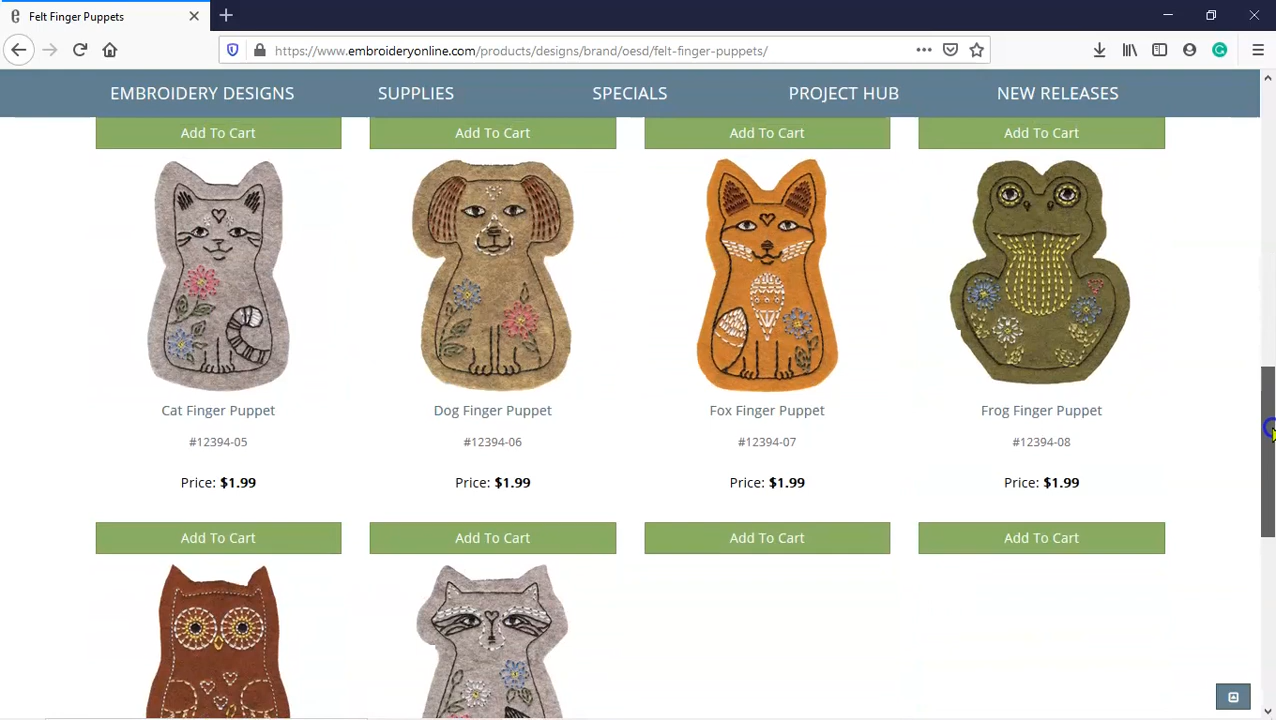 Felt Finger Puppets
https://www.embroideryonline.com/products/designs/brand/oesd/felt-finger-puppets/
EMBROIDERY DESIGNS SUPPLIES SPECIALS PROJECT HUB NEW RELEASES
Add To Cart Add To Cart Add To Cart Add To Cart
Cat Finger Puppet Dog Finger Puppet Fox Finger Puppet Frog Finger Puppet
#12394-05 #12394-06 #12394-07 #12394-08
Price: $1.99 Price: $1.99 Price: $1.99 Price: $1.99
Add To Cart Add To Cart Add To Cart Add To Cart